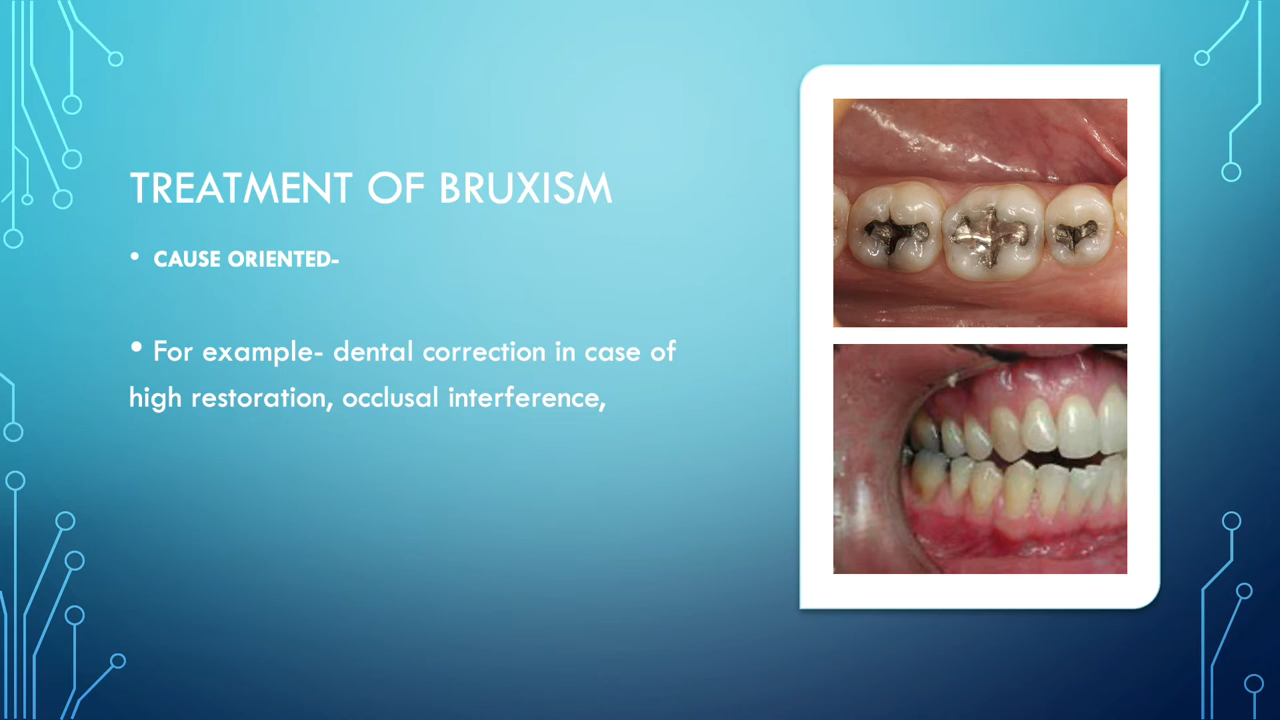 TREATMENT OF BRUXISM
• CAUSE ORIENTED-
• For example- dental correction in case of
high restoration, occlusal interference,